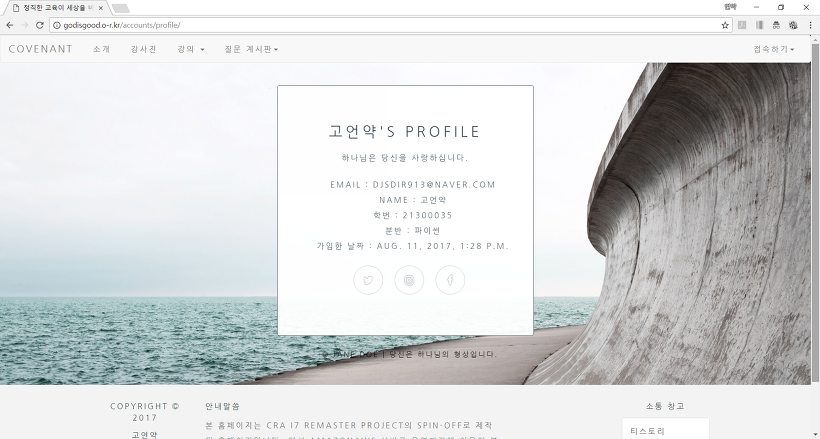 정직한 교육이 세상을
godisgood.o-r.kr/accounts/profile/
COVENANT 소개 강사진 강의 질문 게시판 접속하기
고언약'S PROFILE
하나님은 당신을 사랑하십니다.
EMAIL : DJSDIR913@NAVER.COM
NAME : 고언약
학번 : 21300035
분반 : 파이썬
가입한 날짜 : AUG. 11, 2017, 1:28 P.M.
JANE DOE | 당신은 하나님의 형상입니다.
COPYRIGHT © 2017
고언약
안내말씀
본 홈페이지는 CRA I7 REMASTER PROJECT의 SPIN-OFF로 제작
소통 창고
티스토리